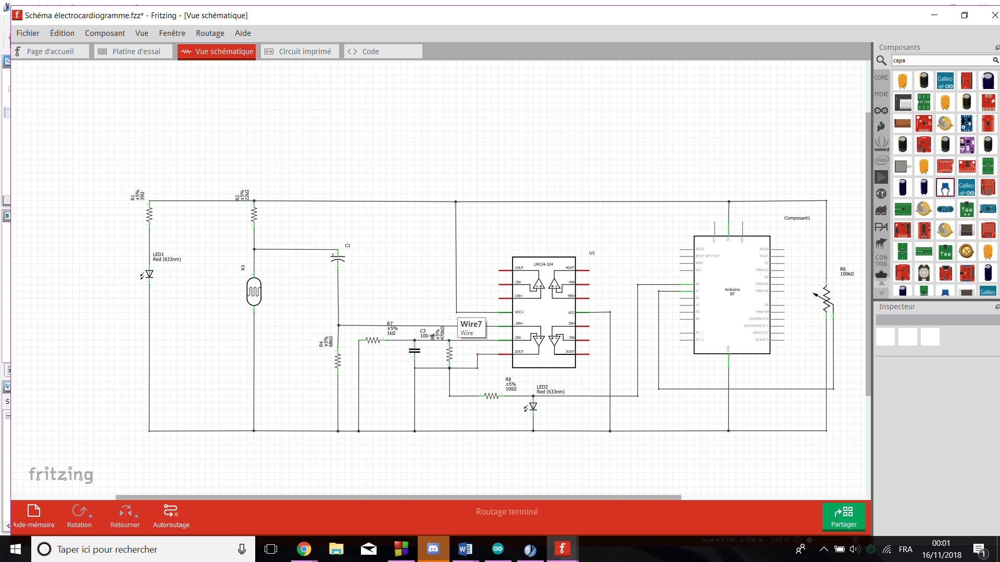 Schéma électrocardiogramme.fzz* - Fritzing - [Vue schématique]
Fichier Édition Composant Vue Fenêtre Routage Aide
Page d'accueil Platine d'essai Vue schématique Circuit imprimé Code
Composants
capa
CORE
MINE
seeed
intel
PA
CON
TRIB
Galileo
Galileo
Tee
++
Tee
Galileo
Inspecteur
R1
±5%
39Ω
R2
±5%
22kΩ
LED1
Red (633nm)
R3
C1
R4
±5%
68kΩ
R7
±5%
1kΩ
C3
100 n
±5%
470kΩ
Wire7
Wire
U1
LM124-324
1OUT
1IN-
1IN+
VCC+
2IN+
2IN-
2OUT
4OUT
4IN-
4IN+
VCC-
3IN+
3IN-
3OUT
R8
±5%
100Ω
LED2
Red (633nm)
Composant1
3V3
5V
VIN
RESET
RESET WT11/D7
AREF
N/C
A0
A1
A2
A3
A4
A5
JP1_1
JP1_2
Arduino
BT
RX/D0
TX/D1
D2
PWM D3
D4
PWM D5
PWM D6
D8
PWM D9
SS/PWM D10
MOSI/PWM D11
MISO/D12
SCK/D13
GND
R6
100kΩ
fritzing
S
Aide-mémoire Rotation Retourner Autoroutage
Routage terminé
Partager
(x,y)=(-1.732, -2.179) in 149 %
Taper ici pour rechercher
FRA
00:01
16/11/2018
1